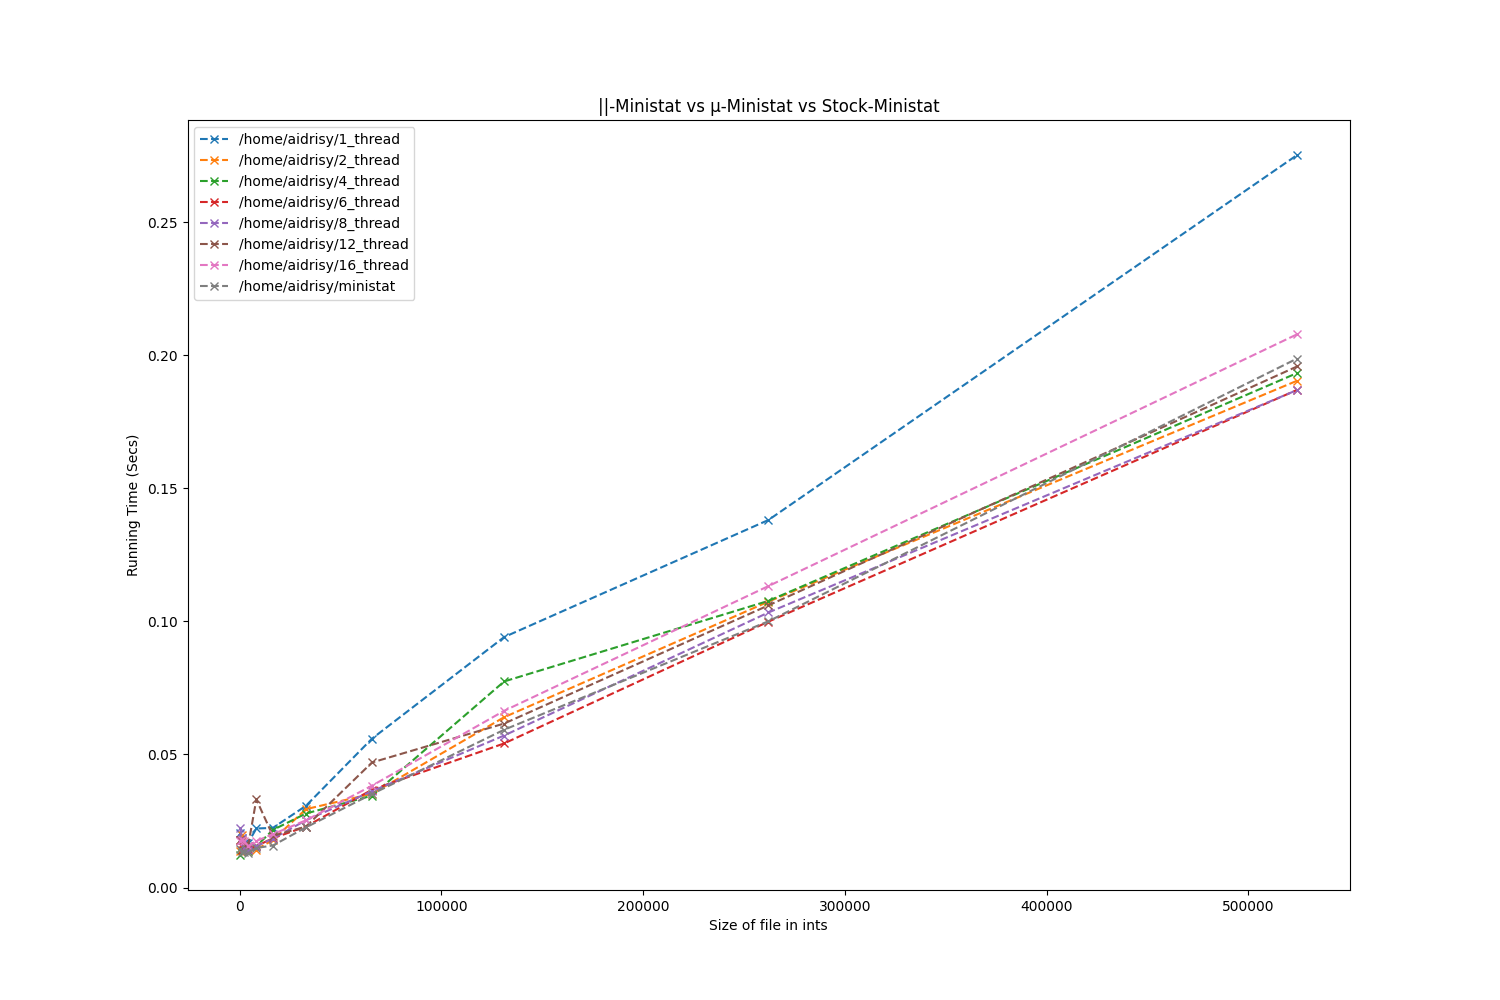 ||-Ministat vs µ-Ministat vs Stock-Ministat
/home/aidrisy/1_thread
/home/aidrisy/2_thread
/home/aidrisy/4_thread
/home/aidrisy/6_thread
/home/aidrisy/8_thread
/home/aidrisy/12_thread
/home/aidrisy/16_thread
/home/aidrisy/ministat
0.25
0.20
0.15
0.10
0.05
0.00
Running Time (Secs)
0 100000 200000 300000 400000 500000
Size of file in ints